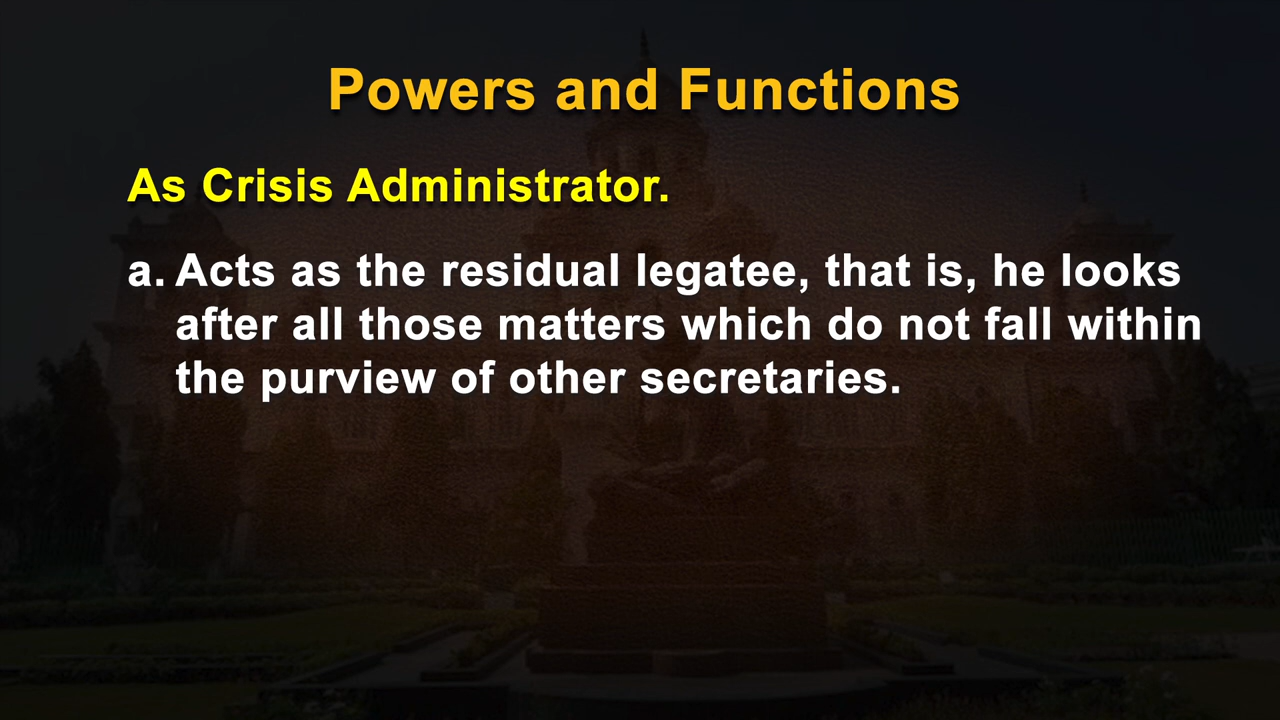 Powers and Functions
As Crisis Administrator.
a. Acts as the residual legatee, that is, he looks
after all those matters which do not fall within
the purview of other secretaries.